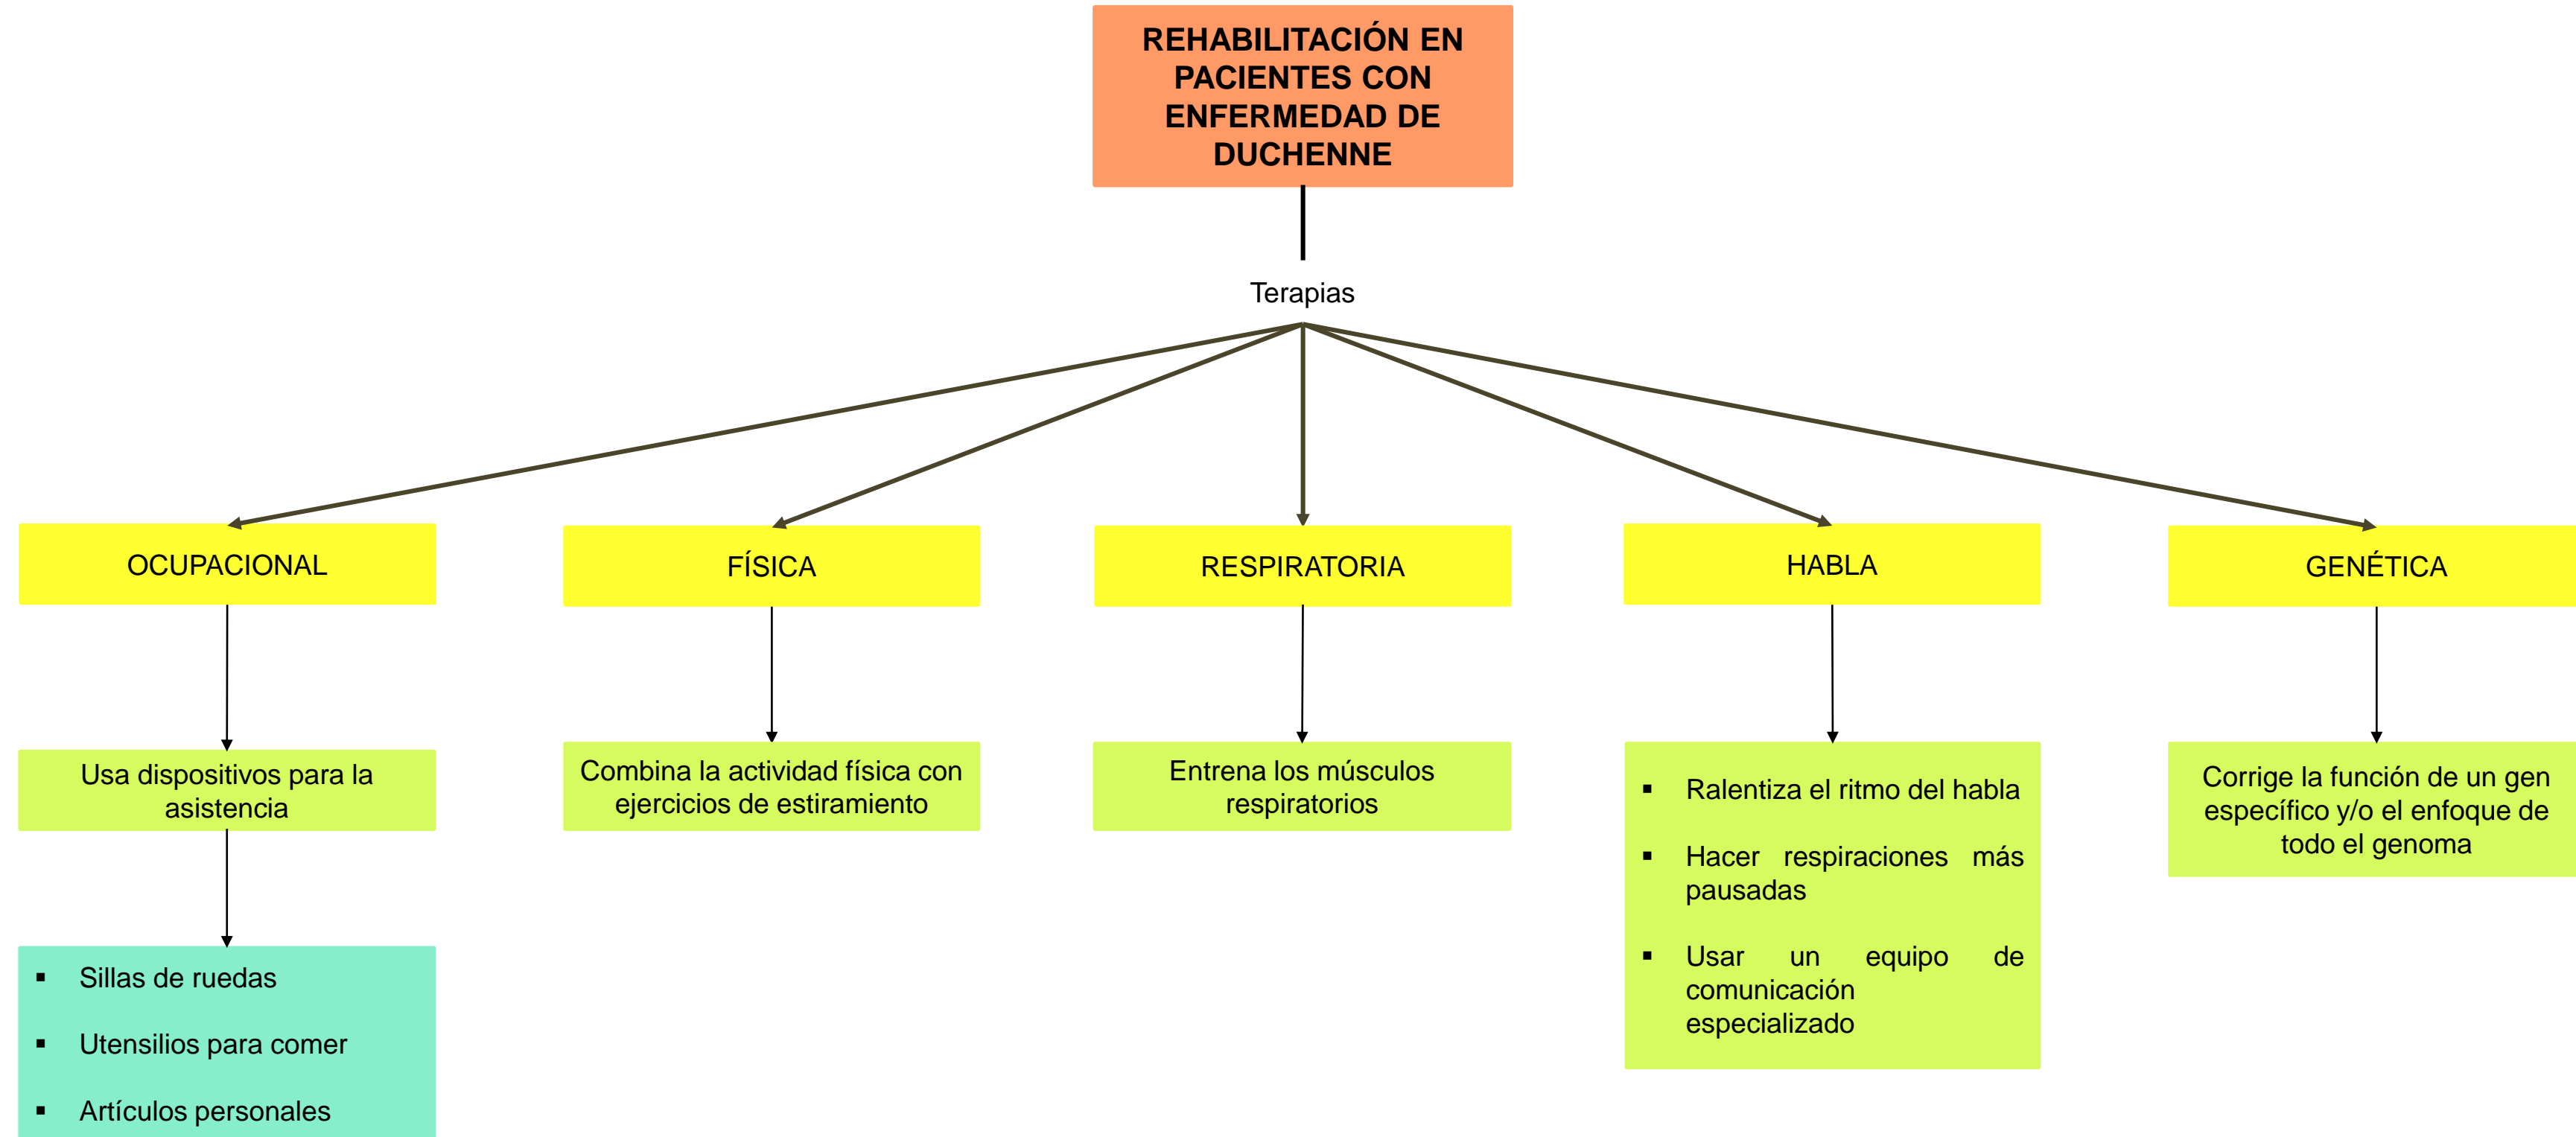 REHABILITACIÓN EN
PACIENTES CON
ENFERMEDAD DE
DUCHENNE
Terapias
OCUPACIONAL
FÍSICA
RESPIRATORIA
HABLA
GENÉTICA
Usa dispositivos para la
asistencia
Combina la actividad física con
ejercicios de estiramiento
Entrena los músculos
respiratorios
▪ Ralentiza el ritmo del habla
▪ Hacer respiraciones más
pausadas
▪ Usar un equipo de
comunicación
especializado
Corrige la función de un gen
específico y/o el enfoque de
todo el genoma
▪ Sillas de ruedas
▪ Utensilios para comer
▪ Artículos personales